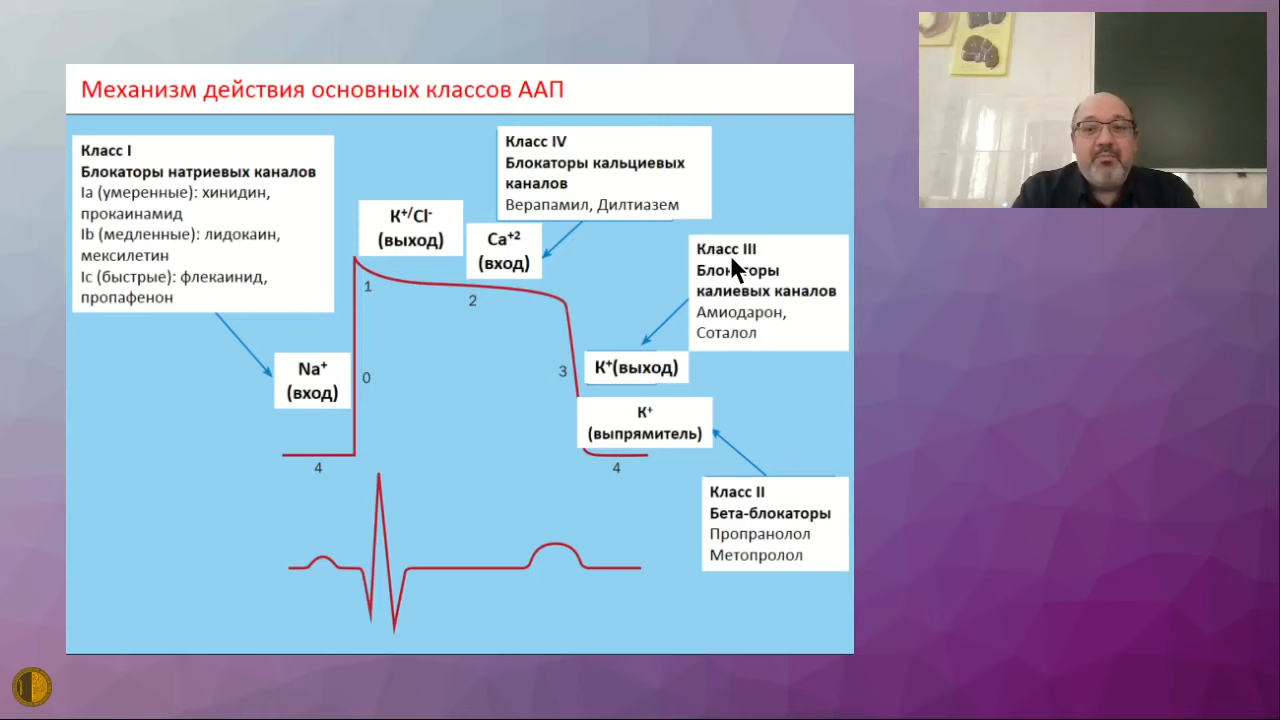 Механизм действия основных классов ААП
Класс I
Блокаторы натриевых каналов
Ia (умеренные): хинидин,
прокаинамид
Ib (медленные): лидокаин,
мексилетин
Ic (быстрые): флекаинид,
пропафенон
Класс IV
Блокаторы кальциевых
каналов
Верапамил, Дилтиазем
K+/Cl-
(выход)
Ca+2
(вход)
Класс III
Блокаторы
калиевых каналов
Амиодарон,
Соталол
1
2
Na+
(вход)
0
3
K+(выход)
K+
(выпрямитель)
4
4
Класс II
Бета-блокаторы
Пропранолол
Метопролол